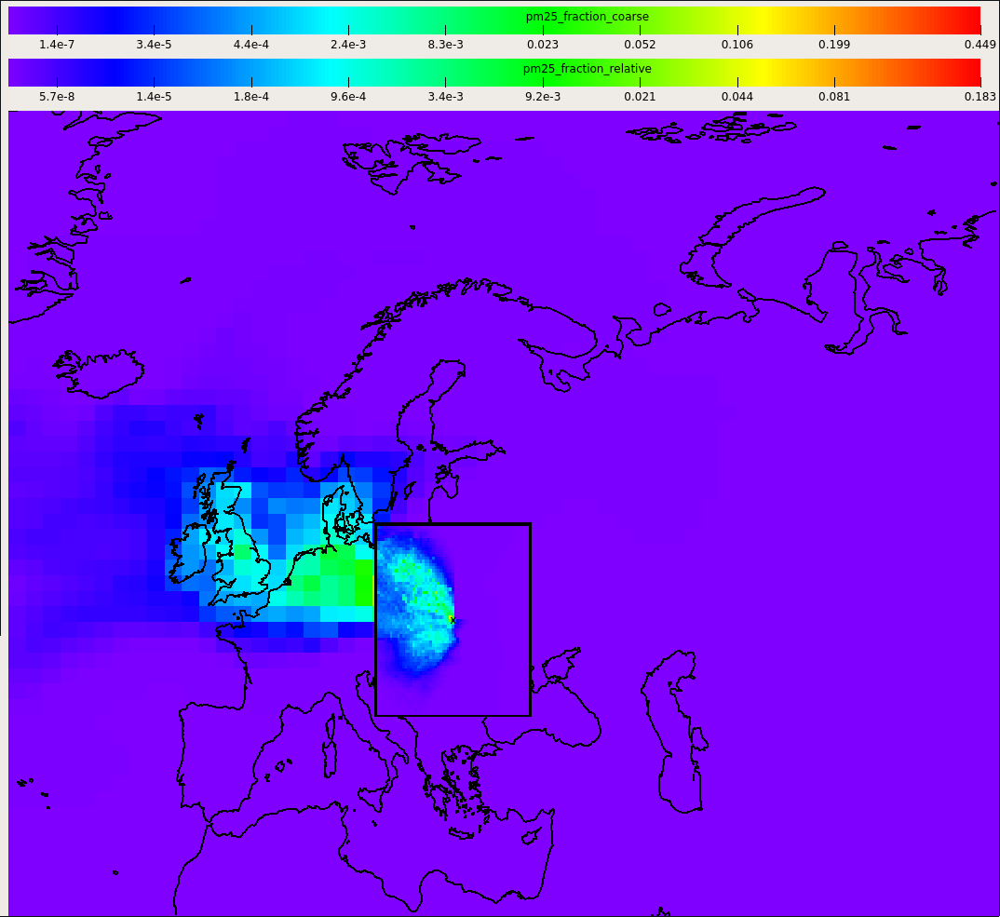 pm25_fraction_coarse
1.4e-7 3.4e-5 4.4e-4 2.4e-3 8.3e-3 0.023 0.052 0.106 0.199 0.449
pm25_fraction_relative
5.7e-8 1.4e-5 1.8e-4 9.6e-4 3.4e-3 9.2e-3 0.021 0.044 0.081 0.183